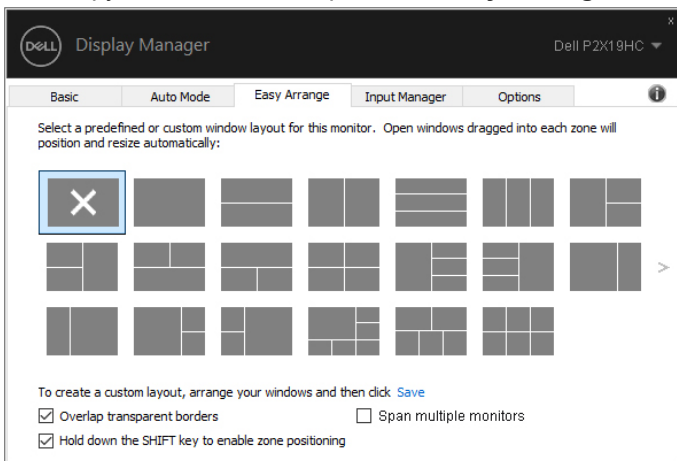 x
DELL Display Manager Dell P2X19HC
Basic Auto Mode Easy Arrange Input Manager Options i
Select a predefined or custom window layout for this monitor. Open windows dragged into each zone will
position and resize automatically:
>
To create a custom layout, arrange your windows and then click Save
Overlap transparent borders Span multiple monitors
Hold down the SHIFT key to enable zone positioning